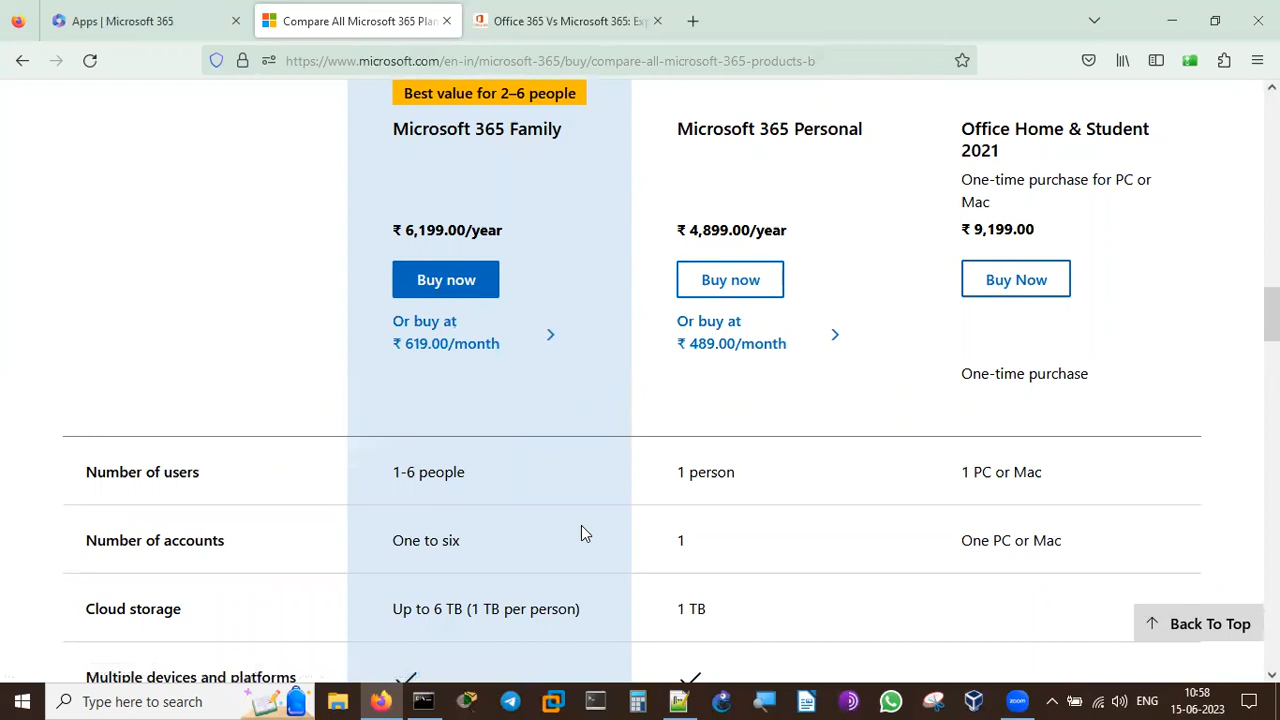 Apps | Microsoft 365
Compare All Microsoft 365 Plan
Office 365 Vs Microsoft 365: Ex
https://www.microsoft.com/en-in/microsoft-365/buy/compare-all-microsoft-365-products-b
Best value for 2–6 people
Microsoft 365 Family
Microsoft 365 Personal
Office Home & Student
2021
One-time purchase for PC or
Mac
₹ 6,199.00/year
₹ 4,899.00/year
₹ 9,199.00
Buy now
Buy now
Buy Now
Or buy at
₹ 619.00/month
Or buy at
₹ 489.00/month
One-time purchase
Number of users
1-6 people
1 person
1 PC or Mac
Number of accounts
One to six
1
One PC or Mac
Cloud storage
Up to 6 TB (1 TB per person)
1 TB
Back To Top
Multiple devices and platforms
Type here to search
zoom
ENG
10:58
15-06-2023